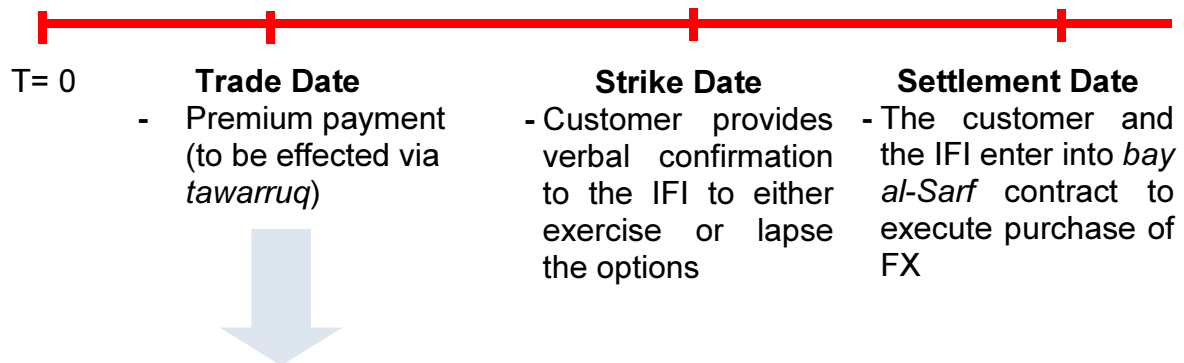 T= 0
Trade Date
- Premium payment
(to be effected via
tawarruq)
Strike Date
- Customer provides
verbal confirmation
to the IFI to either
exercise or lapse
the options
Settlement Date
- The customer and
the IFI enter into bay
al-Sarf contract to
execute purchase of
FX